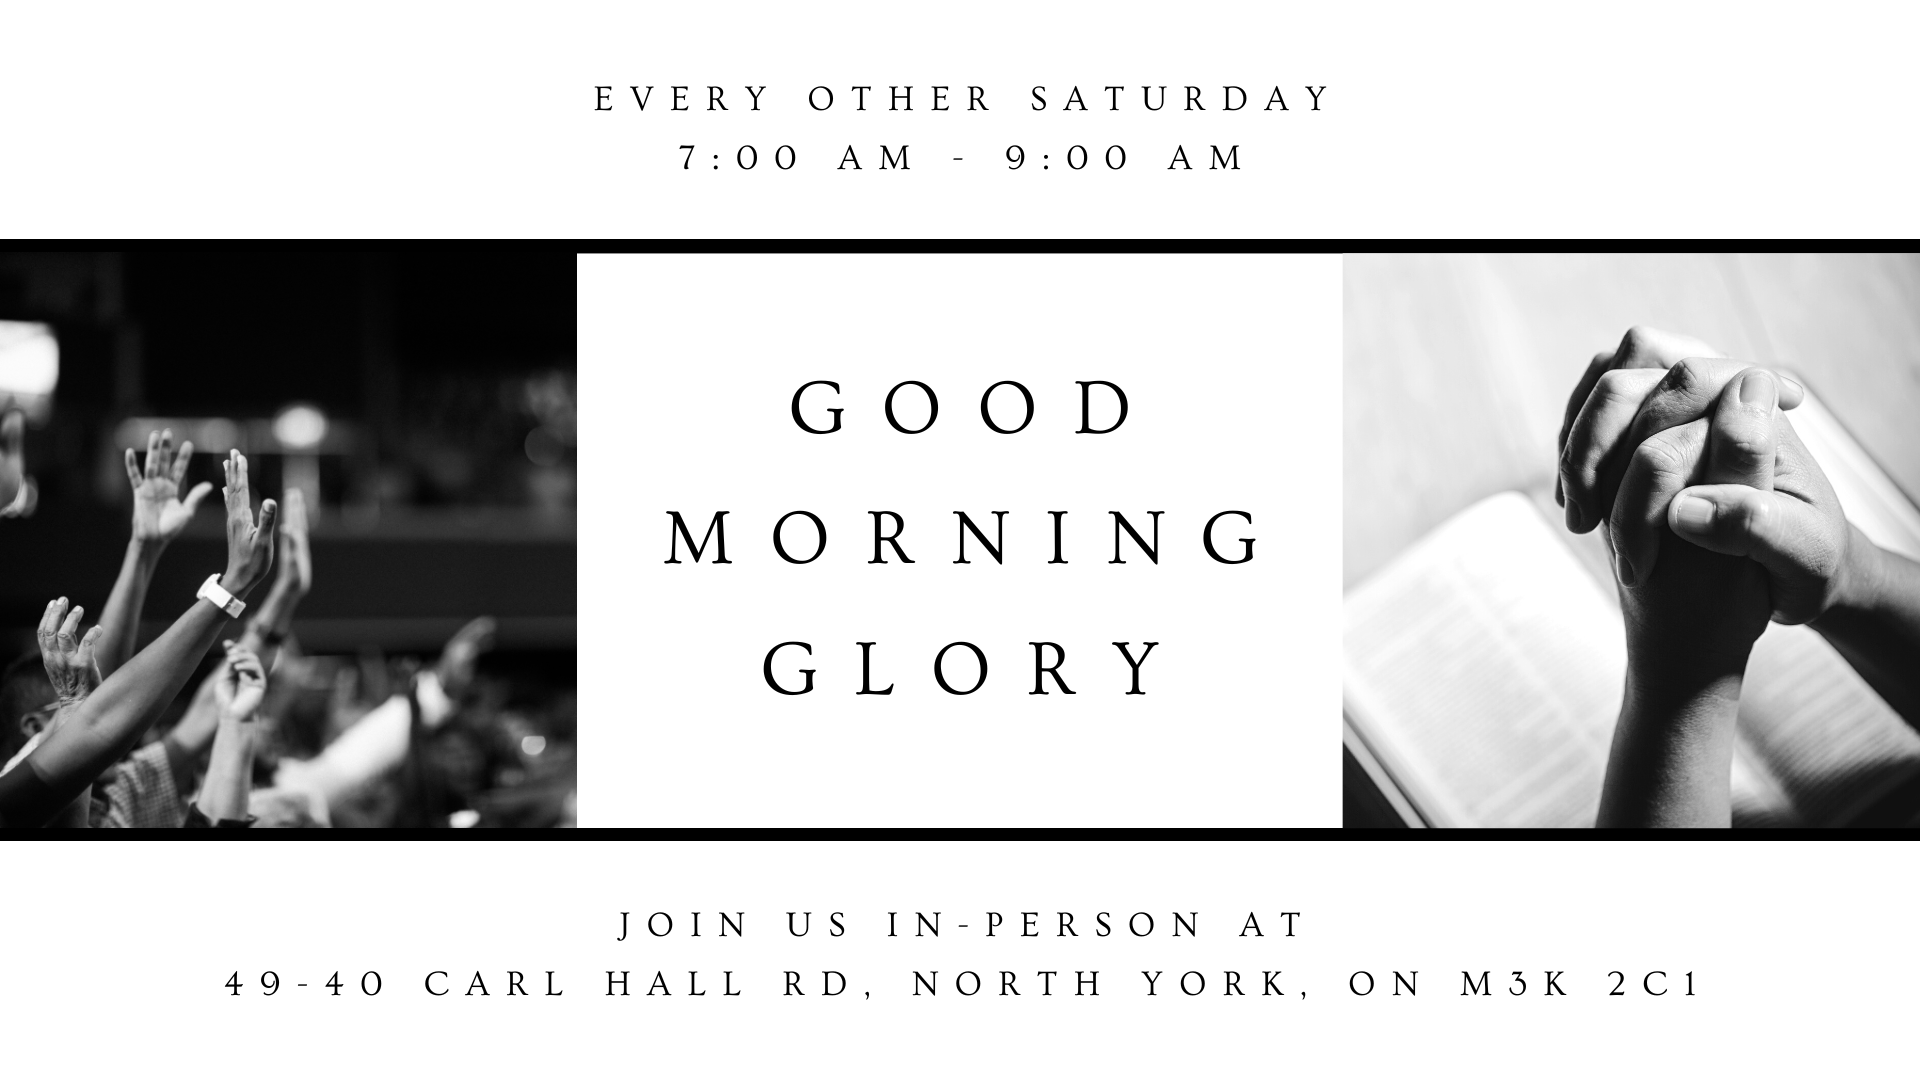 EVERY OTHER SATURDAY
7:00 AM - 9:00 AM
GOOD
MORNING
GLORY
JOIN US IN-PERSON AT
49-40 CARL HALL RD, NORTH YORK, ON M3K 2C1